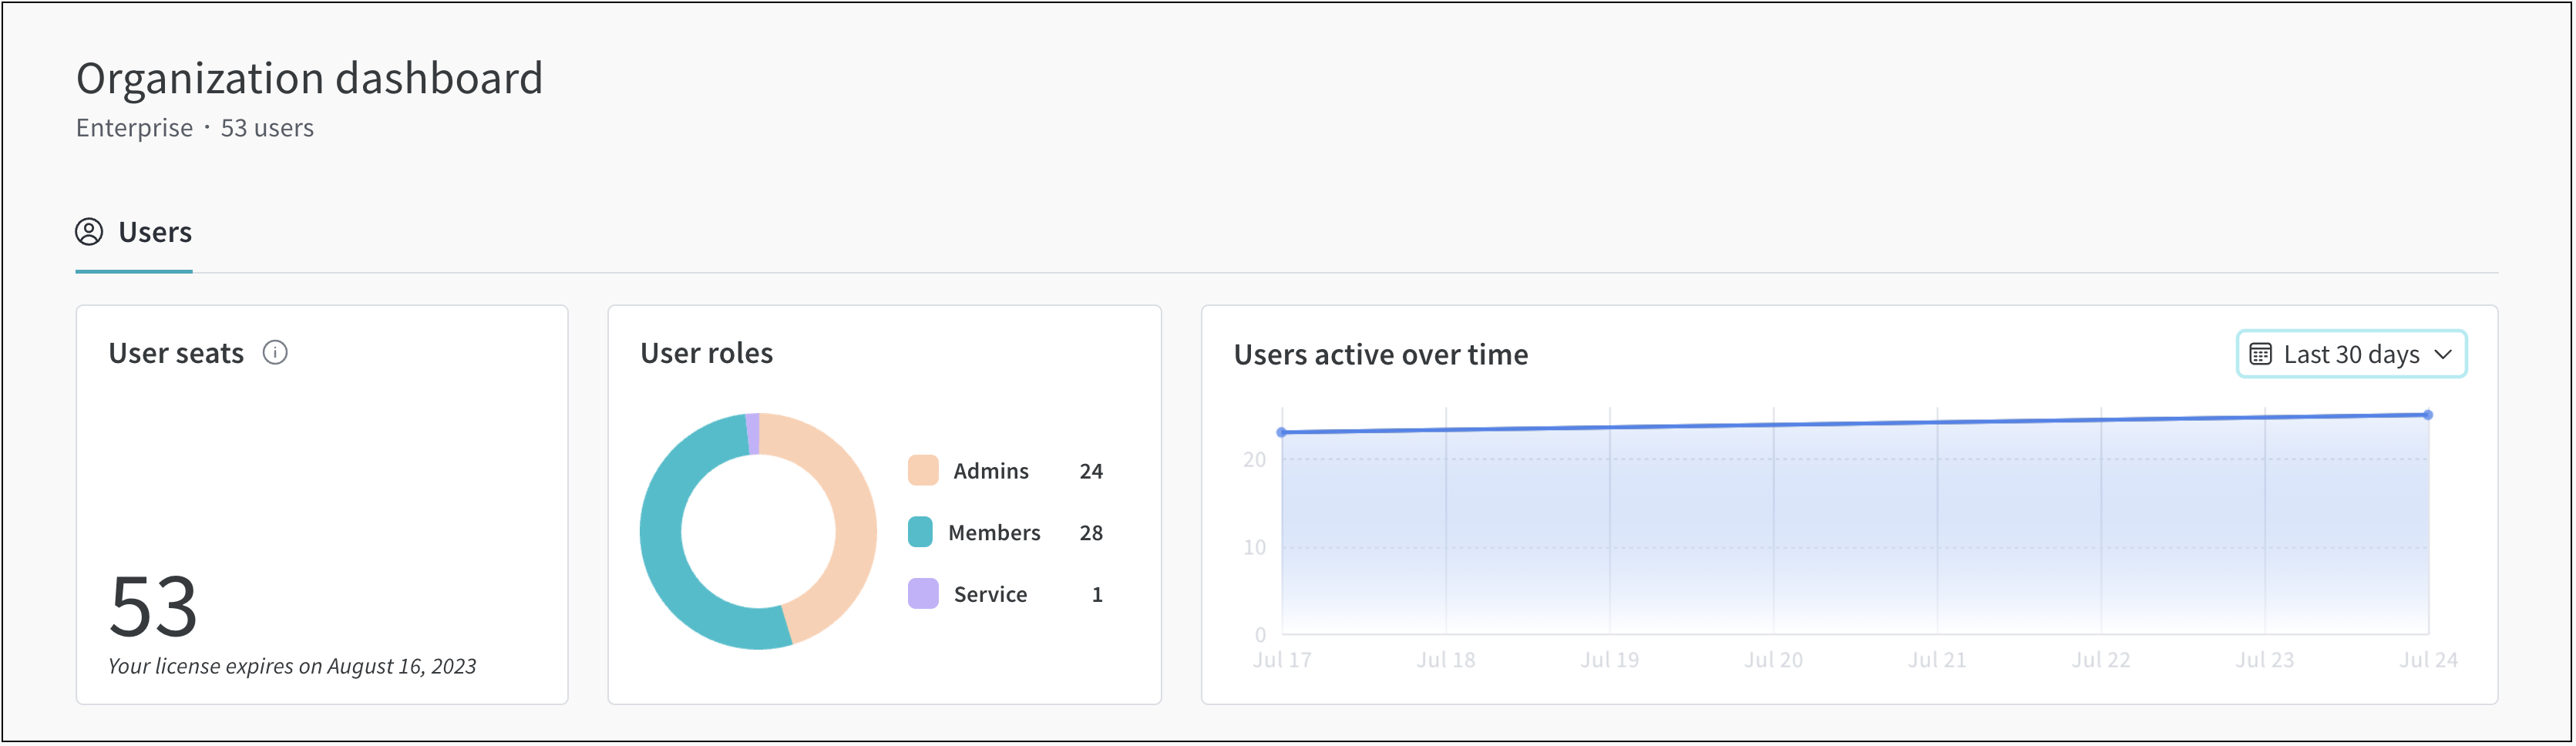 Organization dashboard
Enterprise · 53 users
Users
User seats
53
Your license expires on August 16, 2023
User roles
Admins 24
Members 28
Service 1
Users active over time
Last 30 days
20
10
0
Jul 17 Jul 18 Jul 19 Jul 20 Jul 21 Jul 22 Jul 23 Jul 24